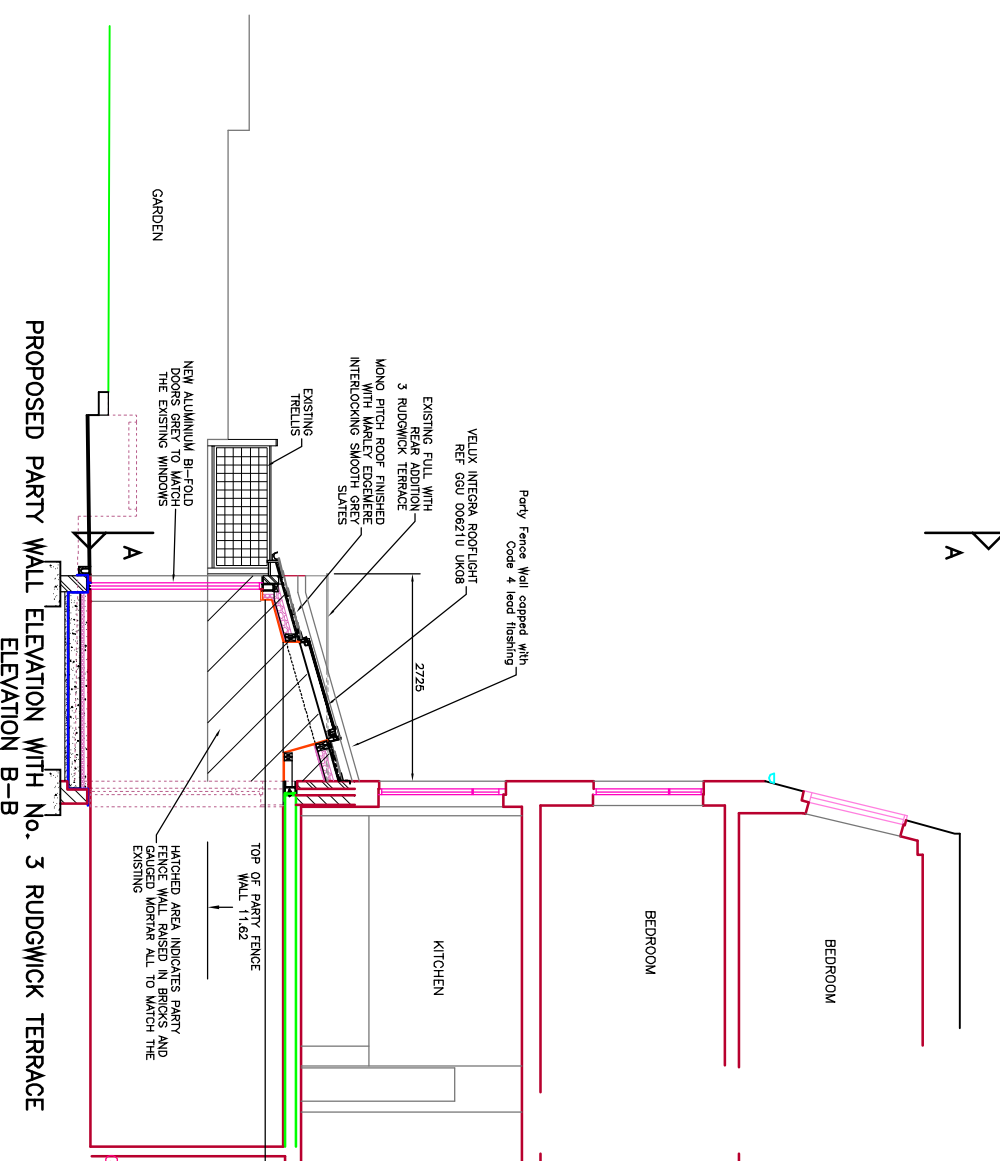 A
A
Party Fence Wall capped with
Code 4 lead flashing
VELUX INTEGRA ROOFLIGHT
REF GGU 00621U UK08
EXISTING FULL WITH
REAR ADDITION
3 RUDGWICK TERRACE
MONO PITCH ROOF FINISHED
WITH MARLEY EDGEMERE
INTERLOCKING SMOOTH GREY
SLATES
EXISTING
TRELLIS
NEW ALUMINIUM BI-FOLD
DOORS GREY TO MATCH
THE EXISTING WINDOWS
GARDEN
2725
BEDROOM
BEDROOM
KITCHEN
TOP OF PARTY FENCE
WALL 11.62
HATCHED AREA INDICATES PARTY
FENCE WALL RAISED IN BRICKS AND
GAUGED MORTAR ALL TO MATCH THE
EXISTING
PROPOSED PARTY WALL ELEVATION WITH No. 3 RUDGWICK TERRACE
ELEVATION B-B